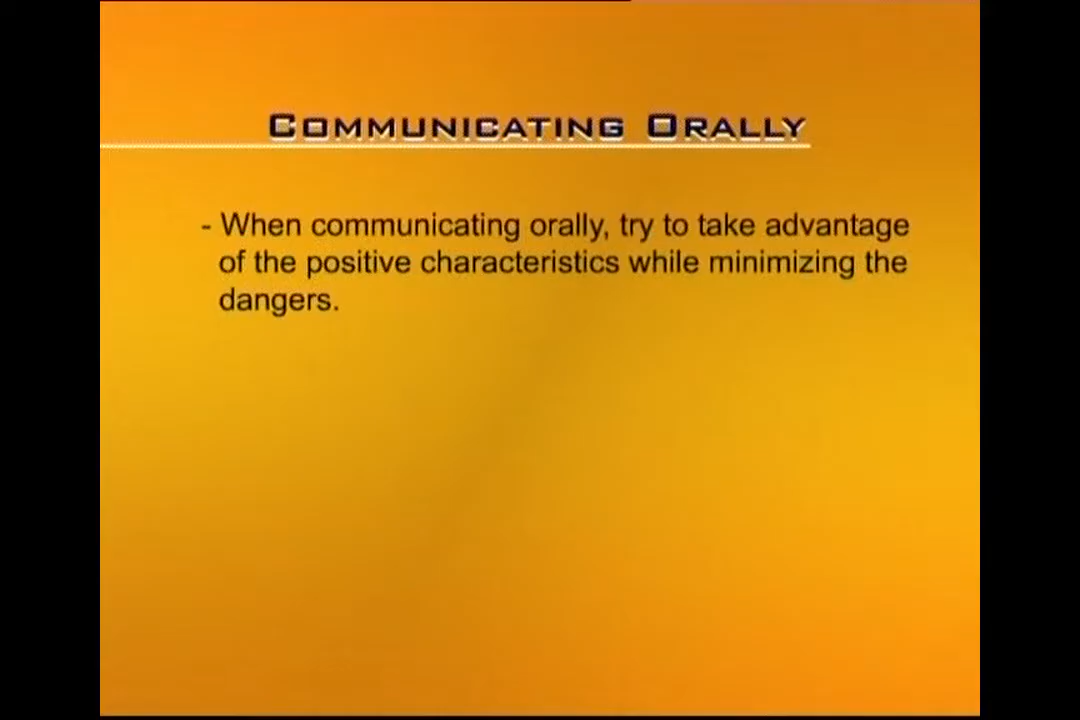 COMMUNICATING ORALLY
- When communicating orally, try to take advantage
of the positive characteristics while minimizing the
dangers.